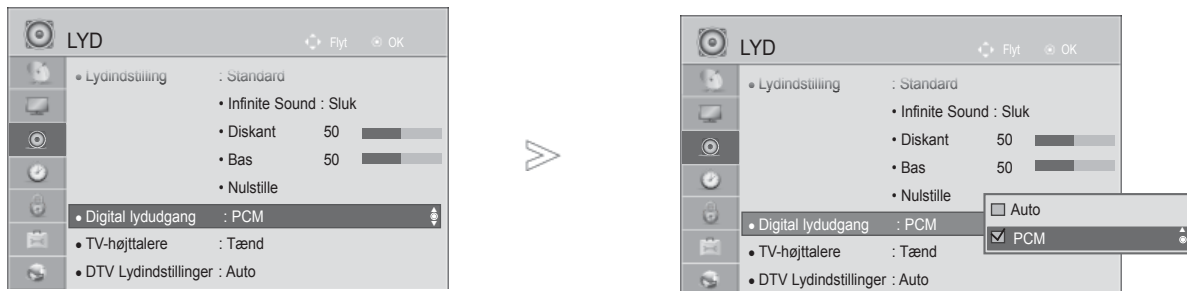 LYD Flyt OK
• Lydindstilling : Standard
• Infinite Sound : Sluk
• Diskant 50
• Bas 50
• Nulstille
• Digital lydudgang : PCM
• TV-højttalere : Tænd
• DTV Lydindstillinger : Auto
LYD Flyt OK
• Lydindstilling : Standard
• Infinite Sound : Sluk
• Diskant 50
• Bas 50
• Nulstille
• Digital lydudgang : PCM
• TV-højttalere : Tænd
• DTV Lydindstillinger : Auto
Auto
PCM